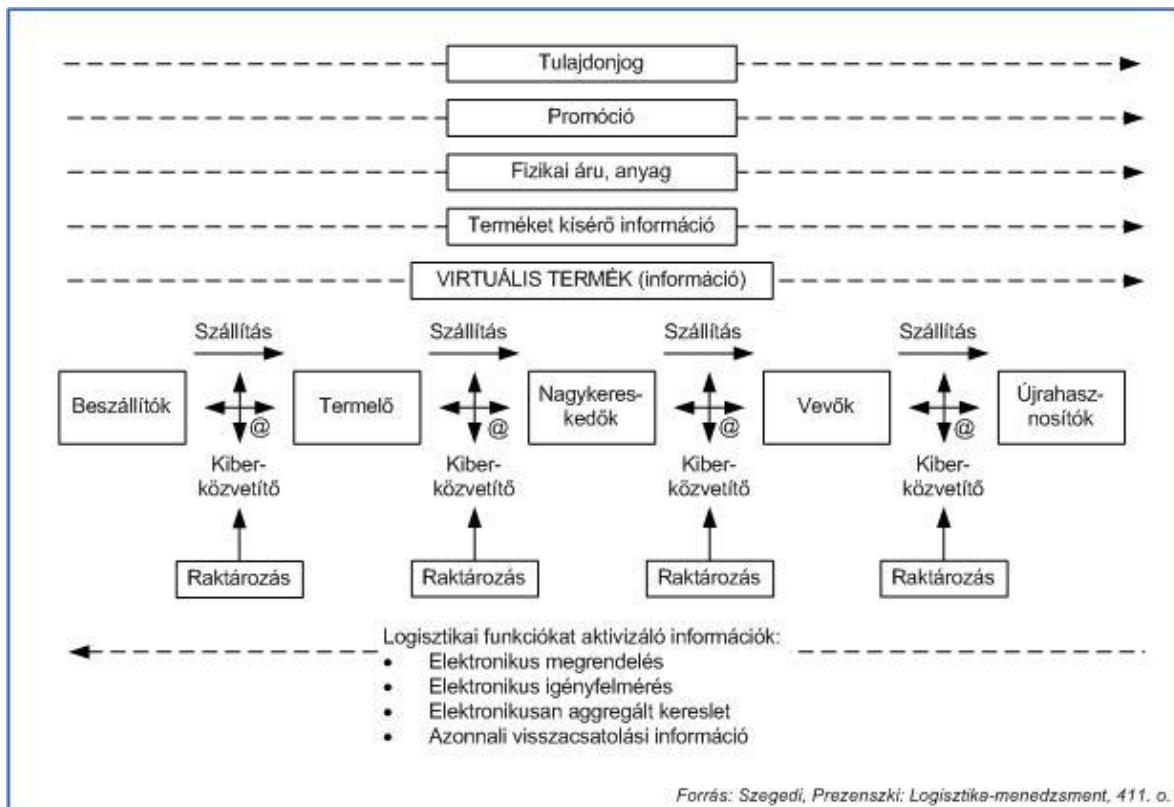 Tulajdonjog
Promóció
Fizikai áru, anyag
Terméket kísérő információ
VIRTUÁLIS TERMÉK (információ)
Szállítás
Szállítás
Szállítás
Szállítás
Beszállítók
Termelő
Nagykeres-
kedők
Vevők
Újrahasz-
nosítók
@
@
@
@
Kiber-
közvetítő
Kiber-
közvetítő
Kiber-
közvetítő
Kiber-
közvetítő
Raktározás
Raktározás
Raktározás
Raktározás
Logisztikai funkciókat aktivizáló információk:
• Elektronikus megrendelés
• Elektronikus igényfelmérés
• Elektronikusan aggregált kereslet
• Azonnali visszacsatolási információ
Forrás: Szegedi, Prezenszki: Logisztika-menedzsment, 411. o.